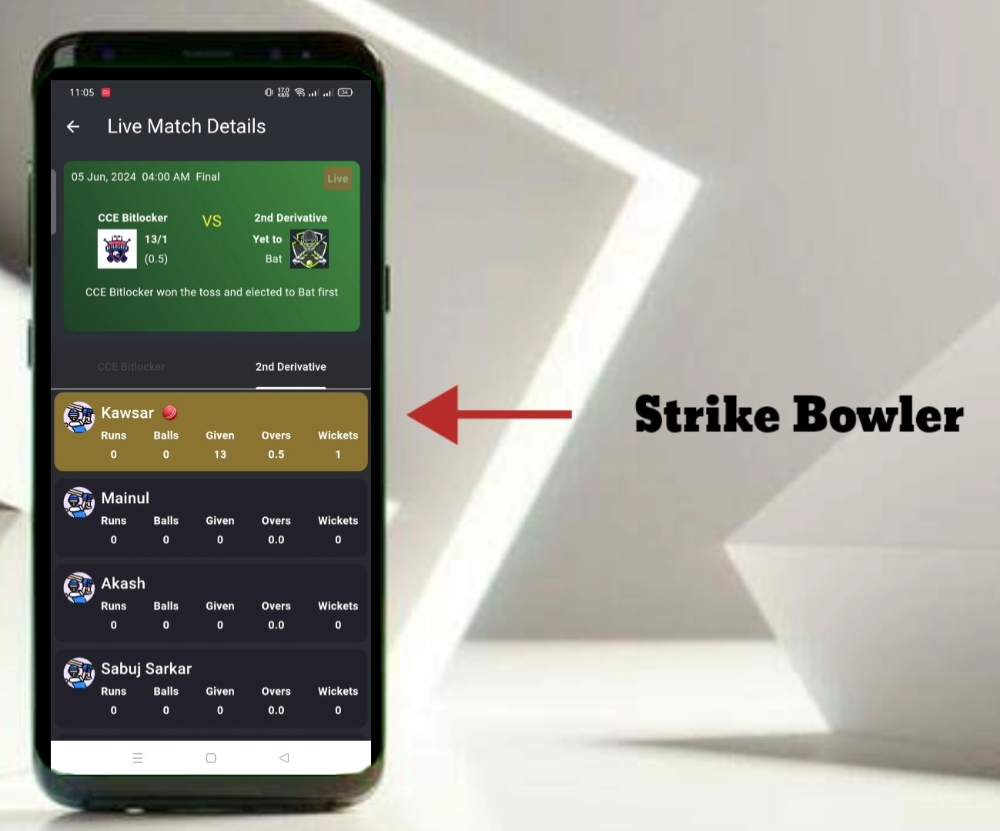 11:05 17.0 KB/S 54
Live Match Details
05 Jun, 2024 04:00 AM Final Live
CCE Bitlocker VS 2nd Derivative
13/1 Yet to
(0.5) Bat
CCE Bitlocker won the toss and elected to Bat first
CCE Bitlocker 2nd Derivative
Kawsar
Runs Balls Given Overs Wickets
0 0 13 0.5 1
Strike Bowler
Mainul
Runs Balls Given Overs Wickets
0 0 0 0.0 0
Akash
Runs Balls Given Overs Wickets
0 0 0 0.0 0
Sabuj Sarkar
Runs Balls Given Overs Wickets
0 0 0 0.0 0